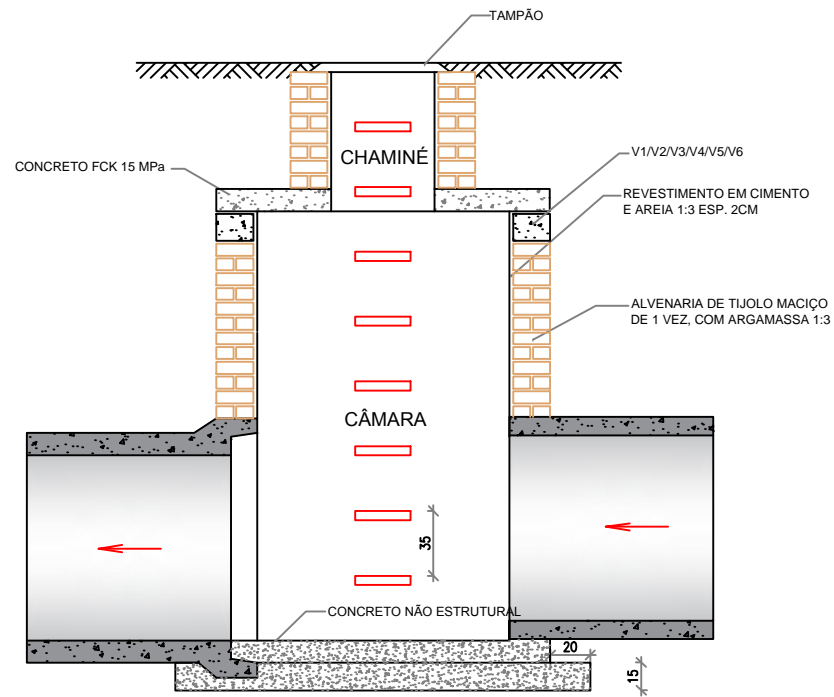 TAMPÃO
CHAMINÉ
V1/V2/V3/V4/V5/V6
CONCRETO FCK 15 MPa
REVESTIMENTO EM CIMENTO
E AREIA 1:3 ESP. 2CM
ALVENARIA DE TIJOLO MACIÇO
DE 1 VEZ, COM ARGAMASSA 1:3
CÂMARA
35
CONCRETO NÃO ESTRUTURAL
20
15